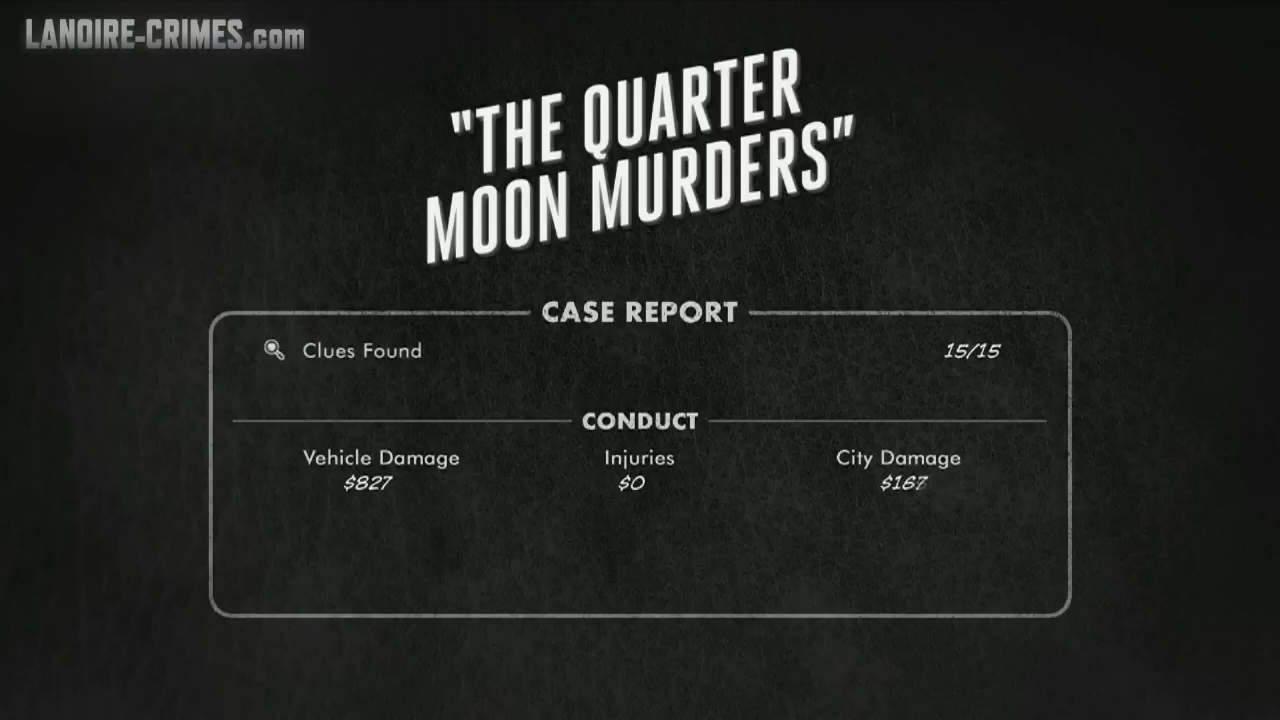 LANOIRE-CRIMES.com
"THE QUARTER
MOON MURDERS"
CASE REPORT
Clues Found 15/15
CONDUCT
Vehicle Damage Injuries City Damage
$827 $0 $167